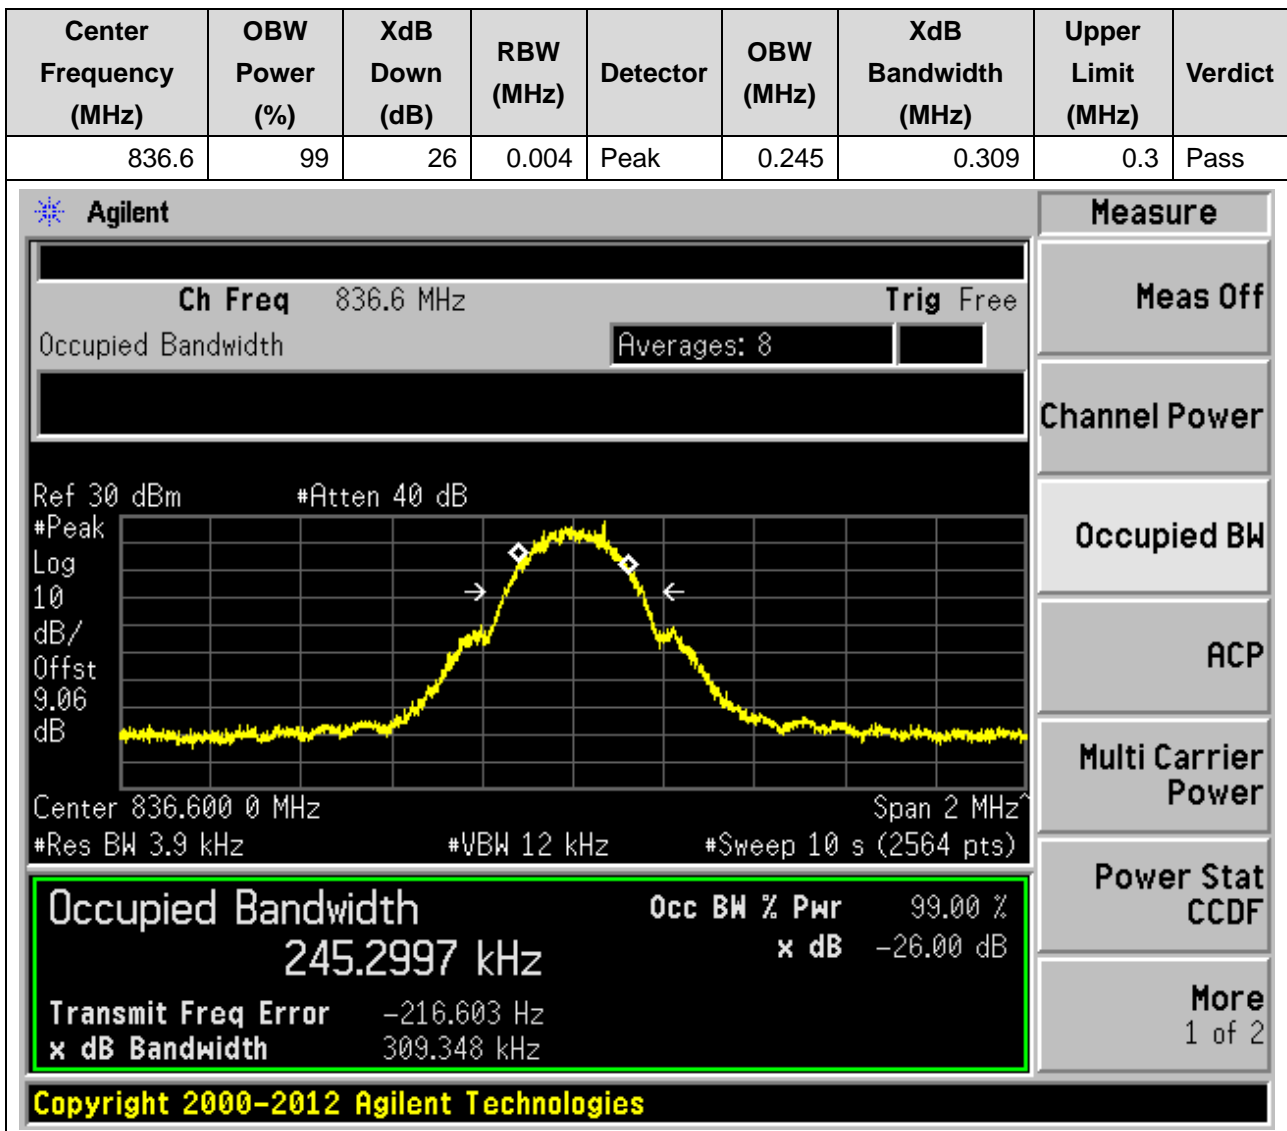 Center Frequency (MHz) OBW Power (%) XdB Down (dB) RBW (MHz) Detector OBW (MHz) XdB Bandwidth (MHz) Upper Limit (MHz) Verdict
836.6 99 26 0.004 Peak 0.245 0.309 0.3 Pass
Agilent
Measure
Ch Freq 836.6 MHz Trig Free
Meas Off
Occupied Bandwidth Averages: 8
Channel Power
Ref 30 dBm #Atten 40 dB
#Peak
Log
10
dB/
Offst
9.06
dB
Occupied BW
ACP
Multi Carrier
Power
Center 836.600 0 MHz Span 2 MHz^
#Res BW 3.9 kHz #VBW 12 kHz #Sweep 10 s (2564 pts)
Occupied Bandwidth
245.2997 kHz
Occ BW % Pwr 99.00 %
x dB -26.00 dB
Power Stat
CCDF
Transmit Freq Error -216.603 Hz
x dB Bandwidth 309.348 kHz
More
1 of 2
Copyright 2000-2012 Agilent Technologies